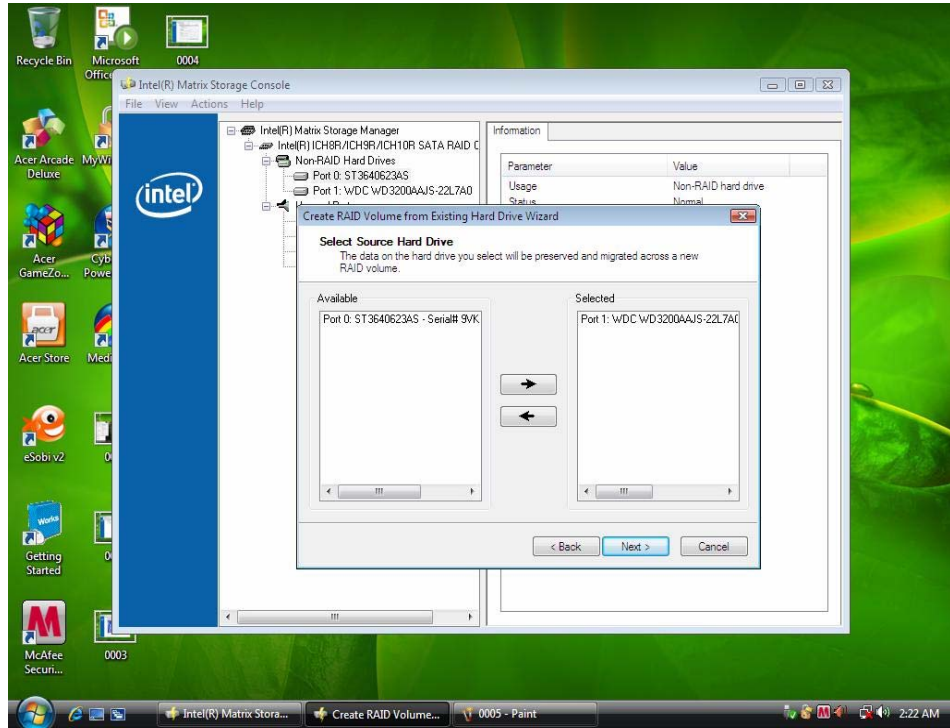 Recycle Bin
Microsoft
Office
0004
Acer Arcade
Deluxe
MyWi
Acer
GameZo...
Cyb
Powe
Acer Store
Medi
eSobi v2
Getting
Started
McAfee
Securi...
0003
Intel(R) Matrix Storage Console
File View Actions Help
intel
Intel(R) Matrix Storage Manager
Intel(R) ICH8R/ICH9R/ICH10R SATA RAID C
Non-RAID Hard Drives
Port 0: ST3640623AS
Port 1: WDC WD3200AAJS-22L7A0
Information
Parameter Value
Usage Non-RAID hard drive
Status Normal
Create RAID Volume from Existing Hard Drive Wizard
Select Source Hard Drive
The data on the hard drive you select will be preserved and migrated across a new
RAID volume.
Available
Port 0: ST3640623AS - Serial# 9VK
Selected
Port 1: WDC WD3200AAJS-22L7A0
< Back
Next >
Cancel
Intel(R) Matrix Stora...
Create RAID Volume...
0005 - Paint
2:22 AM